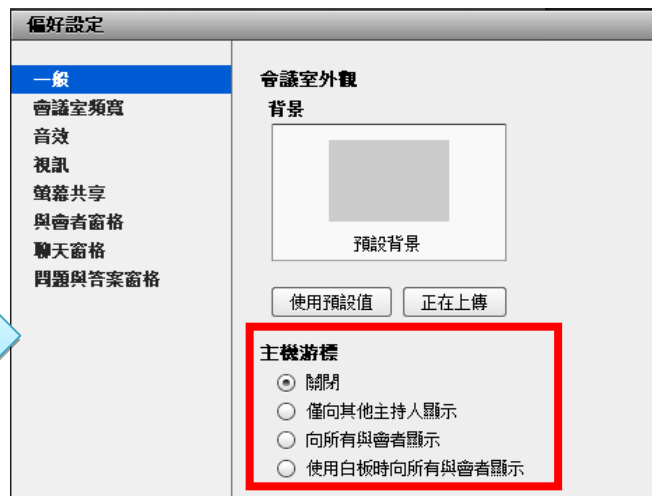 偏好設定
一般
會議室頻寬
音效
視訊
螢幕共享
與會者窗格
聊天窗格
問題與答案窗格
會議室外觀
背景
預設背景
使用預設值
正在上傳
主機游標
關閉
僅向其他主持人顯示
向所有與會者顯示
使用白板時向所有與會者顯示